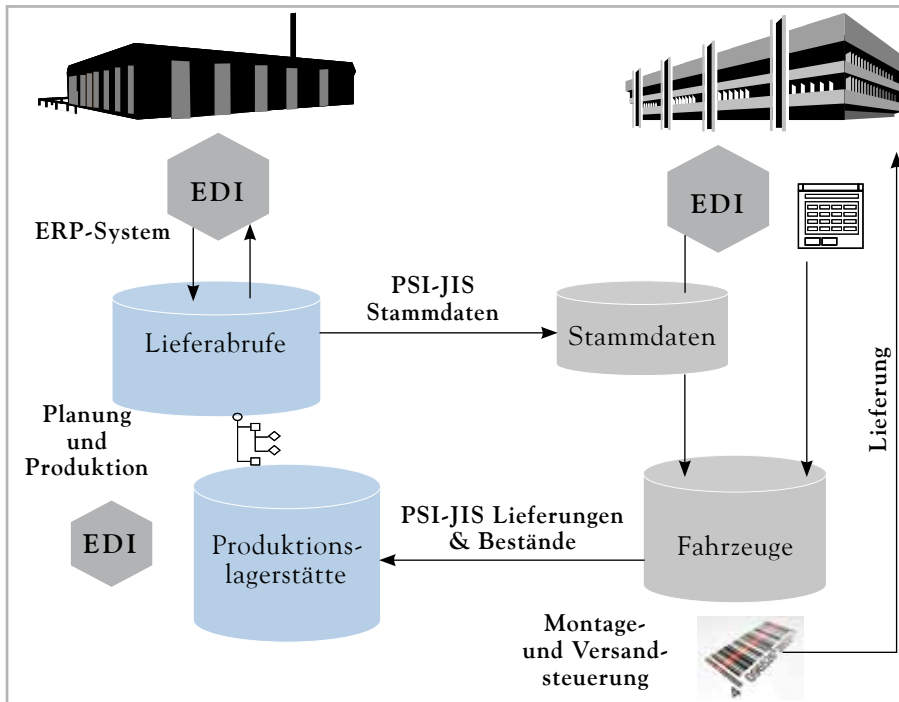 EDI
ERP-System
EDI
PSI-JIS
Stammdaten
Lieferabrufe
Stammdaten
Lieferung
Planung
und
Produktion
EDI
PSI-JIS Lieferungen
& Bestände
Produktions-
lagerstätte
Fahrzeuge
Montage-
und Versand-
steuerung